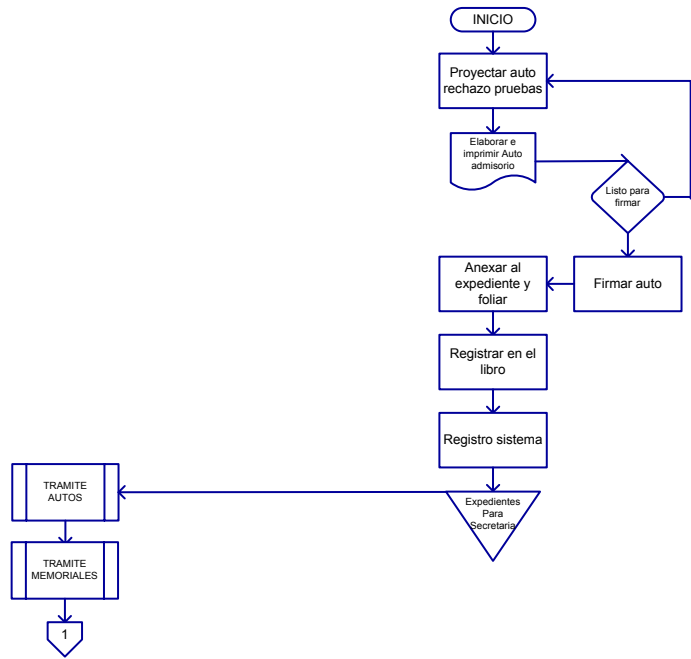 INICIO
Proyectar auto
rechazo pruebas
Elaborar e
imprimir Auto
admisorio
Listo para
firmar
Anexar al
expediente y
foliar
Firmar auto
Registrar en el
libro
Registro sistema
TRAMITE
AUTOS
Expedientes
Para
Secretaria
TRAMITE
MEMORIALES
1